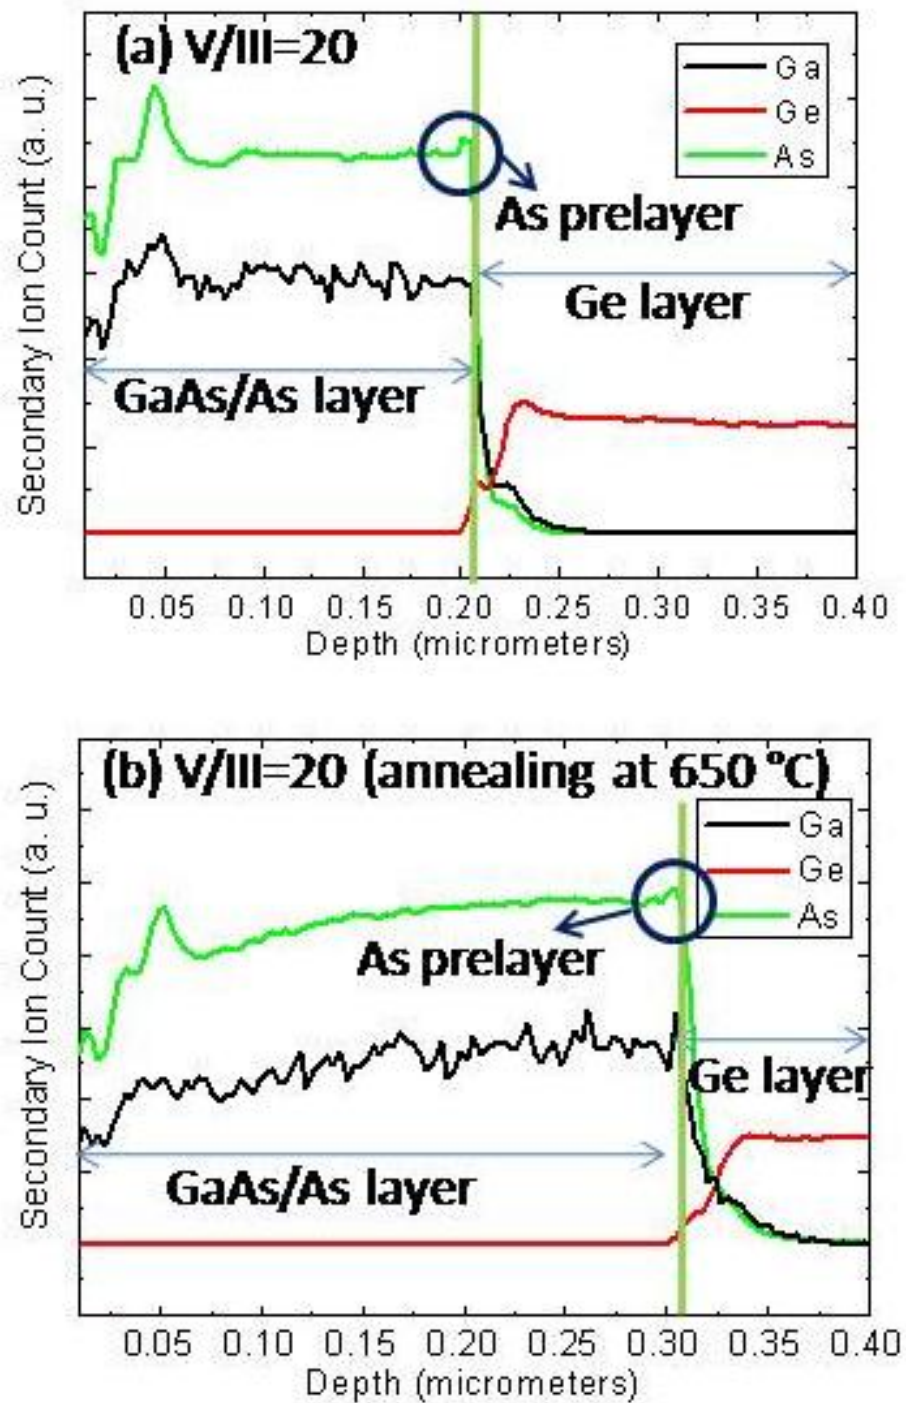 (a) V/III=20
Ga
Ge
As
As prelayer
Ge layer
GaAs/As layer
Secondary Ion Count (a. u.)
0.05 0.10 0.15 0.20 0.25 0.30 0.35 0.40
Depth (micrometers)
(b) V/III=20 (annealing at 650 °C)
Ga
Ge
As
As prelayer
Ge layer
GaAs/As layer
Secondary Ion Count (a. u.)
0.05 0.10 0.15 0.20 0.25 0.30 0.35 0.40
Depth (micrometers)